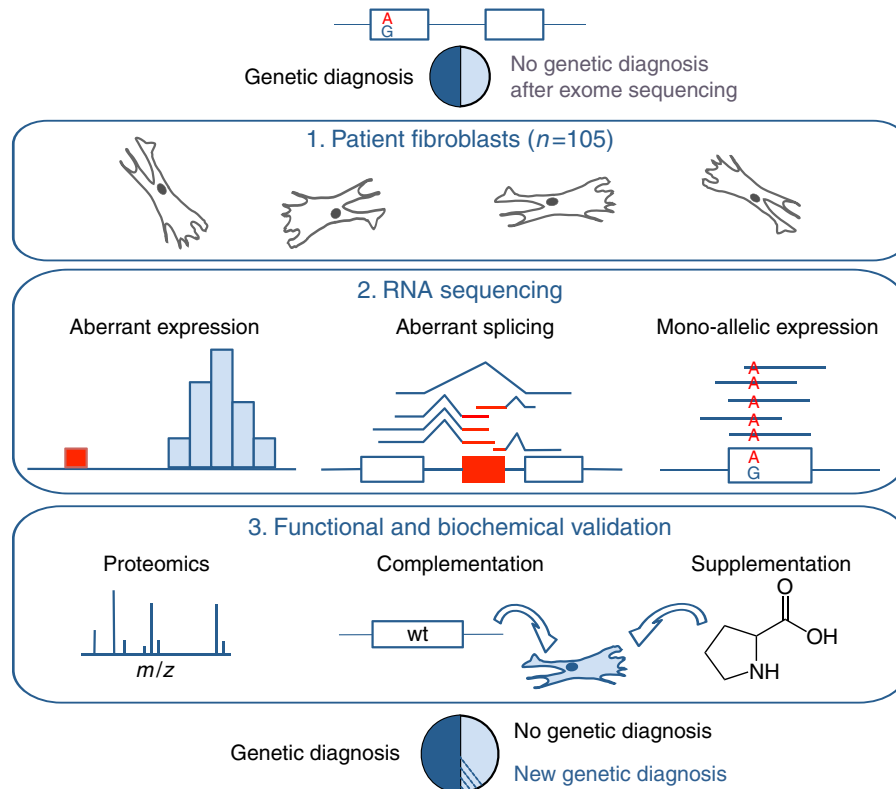 A
G
Genetic diagnosis
No genetic diagnosis
after exome sequencing
1. Patient fibroblasts (n=105)
2. RNA sequencing
Aberrant expression
Aberrant splicing
Mono-allelic expression
A
A
A
A
A
A
G
3. Functional and biochemical validation
Proteomics
Complementation
Supplementation
wt
O
OH
NH
m/z
Genetic diagnosis
No genetic diagnosis
New genetic diagnosis